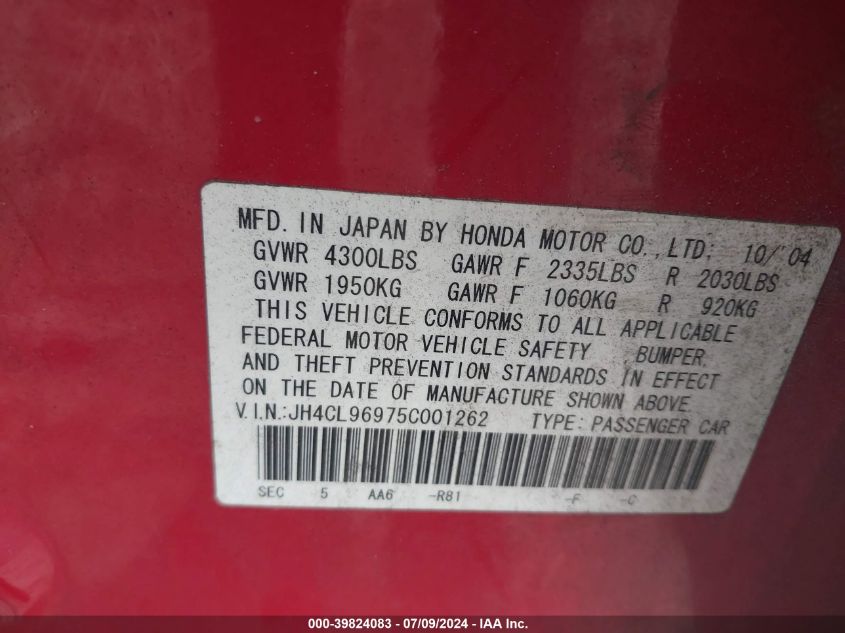 MFD. IN JAPAN BY HONDA MOTOR CO., LTD; 10/'04
GVWR 4300LBS GAWR F 2335LBS R 2030LBS
GVWR 1950KG GAWR F 1060KG R 920KG
THIS VEHICLE CONFORMS TO ALL APPLICABLE
FEDERAL MOTOR VEHICLE SAFETY BUMPER,
AND THEFT PREVENTION STANDARDS IN EFFECT
ON THE DATE OF MANUFACTURE SHOWN ABOVE.
V.I.N.:JH4CL96975C001262 TYPE: PASSENGER CAR
SEC 5 AA6 -R81 -F -C
000-39824083 - 07/09/2024 - IAA Inc.